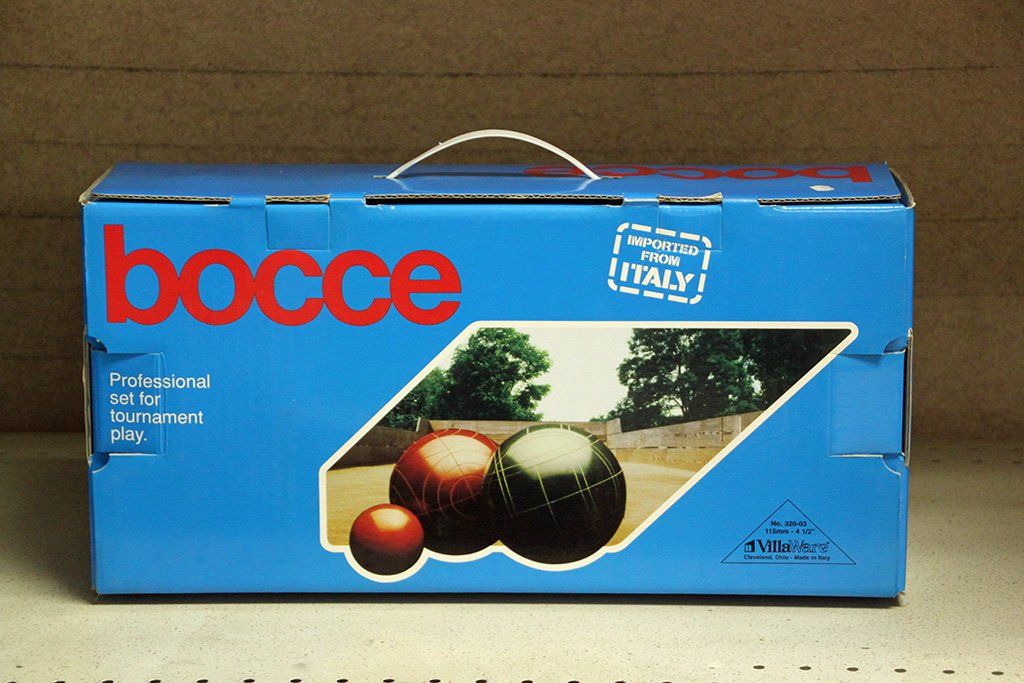 bocce
bocce
IMPORTED
FROM
ITALY
Professional
set for
tournament
play.
No. 320-03
115mm - 4 1/2"
VillaWare®
Cleveland, Ohio - Made in Italy